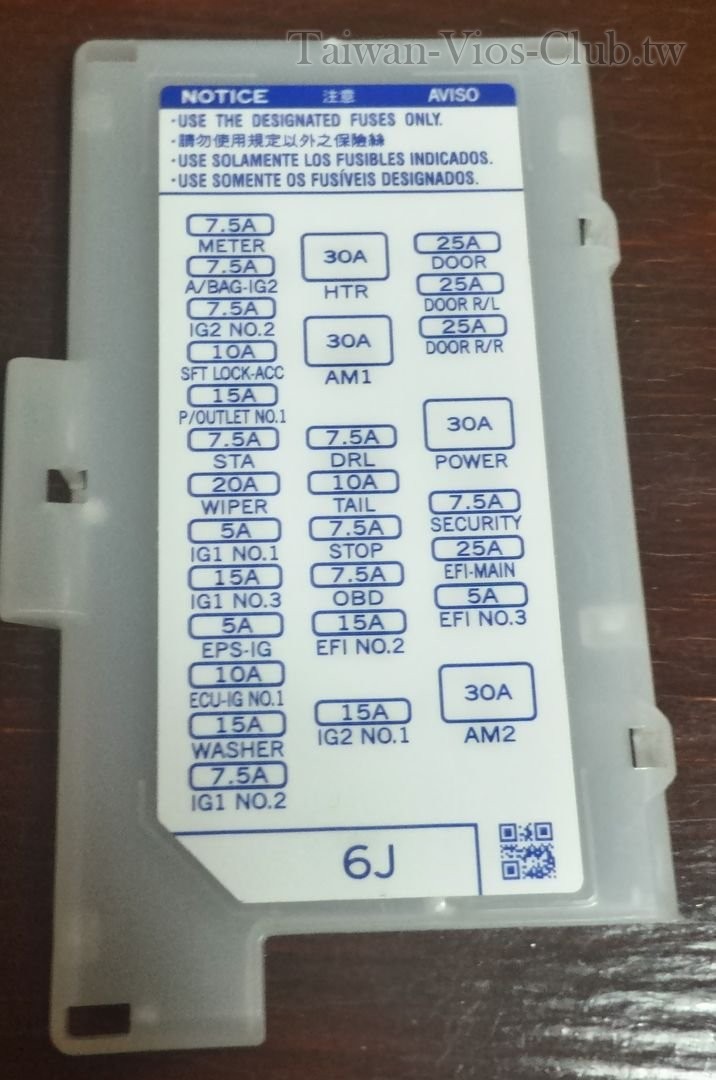 Taiwan-Vios-Club.tw
NOTICE 注意 AVISO
·USE THE DESIGNATED FUSES ONLY.
·請勿使用規定以外之保險絲
·USE SOLAMENTE LOS FUSIBLES INDICADOS.
·USE SOMENTE OS FUSÍVEIS DESIGNADOS.
7.5A
METER
7.5A
A/BAG-IG2
7.5A
IG2 NO.2
10A
SFT LOCK-ACC
15A
P/OUTLET NO.1
7.5A
STA
20A
WIPER
5A
IG1 NO.1
15A
IG1 NO.3
5A
EPS-IG
10A
ECU-IG NO.1
15A
WASHER
7.5A
IG1 NO.2
30A
HTR
30A
AM1
7.5A
DRL
10A
TAIL
7.5A
STOP
7.5A
OBD
15A
EFI NO.2
15A
IG2 NO.1
25A
DOOR
25A
DOOR R/L
25A
DOOR R/R
30A
POWER
7.5A
SECURITY
25A
EFI-MAIN
5A
EFI NO.3
30A
AM2
6J